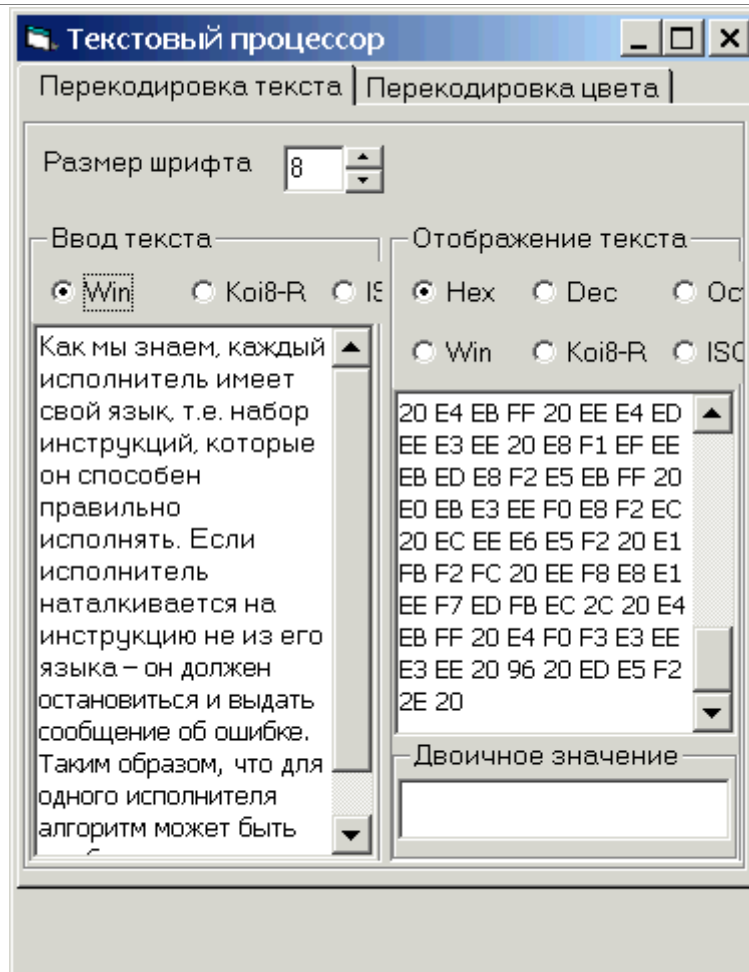 Текстовый процессор
Перекодировка текста
Перекодировка цвета
Размер шрифта 8
Ввод текста
Win Koi8-R IS
Как мы знаем, каждый
исполнитель имеет
свой язык, т.е. набор
инструкций, которые
он способен
правильно
исполнять. Если
исполнитель
наталкивается на
инструкцию не из его
языка – он должен
остановиться и выдать
сообщение об ошибке.
Таким образом, что для
одного исполнителя
алгоритм может быть
Отображение текста
Hex Dec Oc
Win Koi8-R ISO
20 E4 EB FF 20 EE E4 ED
EE E3 EE 20 E8 F1 EF EE
EB ED E8 F2 E5 EB FF 20
E0 EB E3 EE F0 E8 F2 EC
20 EC EE E6 E5 F2 20 E1
FB F2 FC 20 EE F8 E8 E1
EE F7 ED FB EC 2C 20 E4
EB FF 20 E4 F0 F3 E3 EE
E3 EE 20 96 20 ED E5 F2
2E 20
Двоичное значение